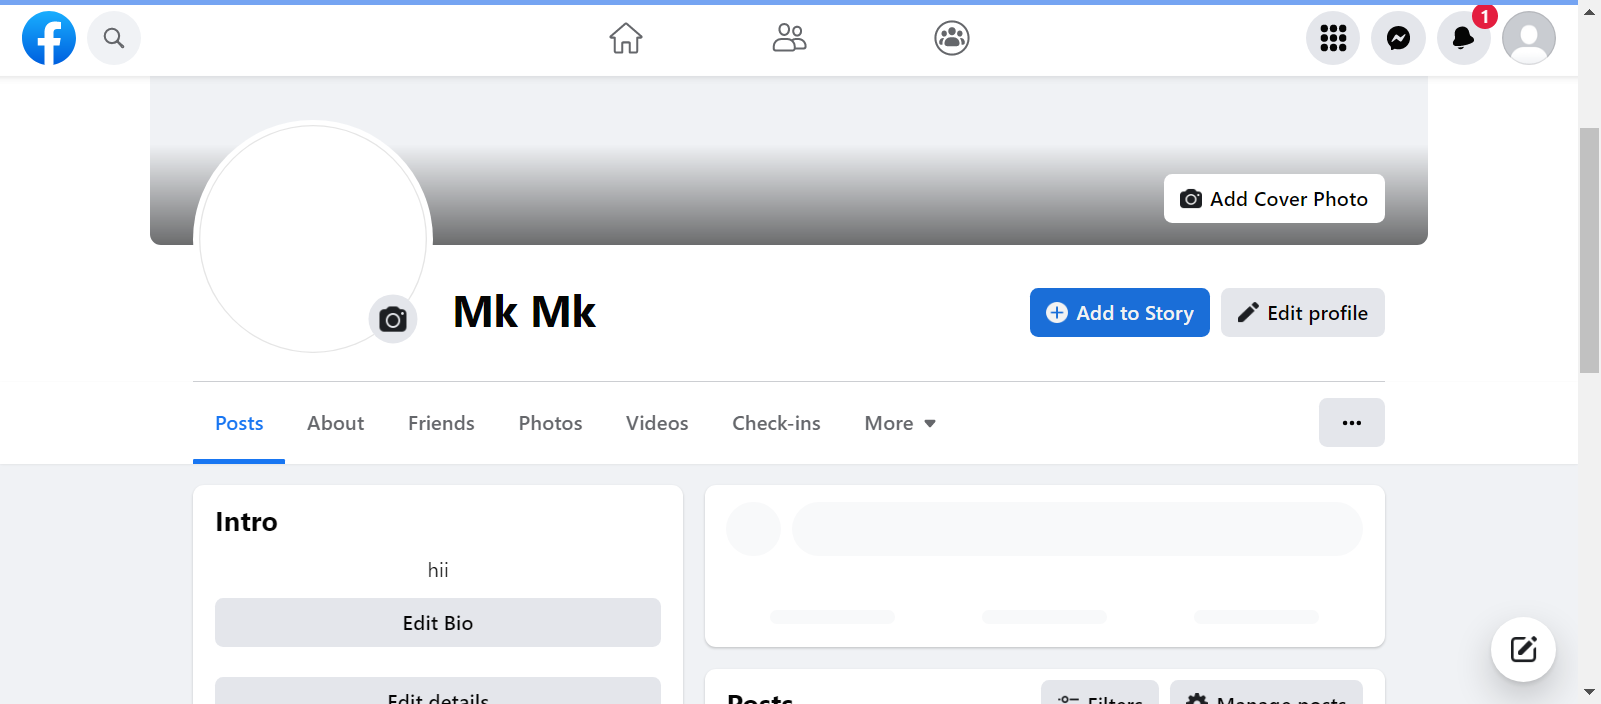 1
Add Cover Photo
Mk Mk
Add to Story
Edit profile
Posts
About
Friends
Photos
Videos
Check-ins
More
Intro
hii
Edit Bio
Edit details
Posts
Filters
Manage posts